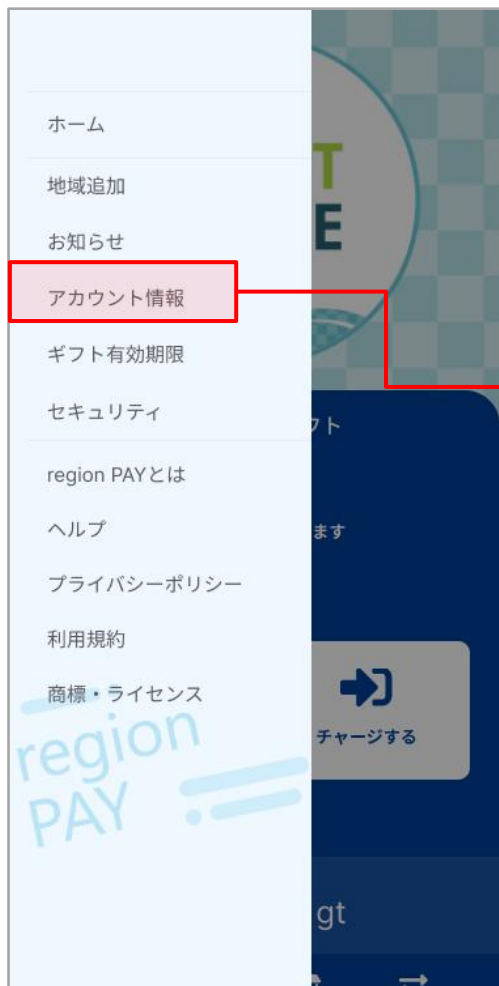 ホーム
地域追加
お知らせ
アカウント情報
ギフト有効期限
セキュリティ
region PAYとは
ヘルプ
プライバシーポリシー
利用規約
商標・ライセンス
region
PAY
T
E
フト
ます
チャージする
gt